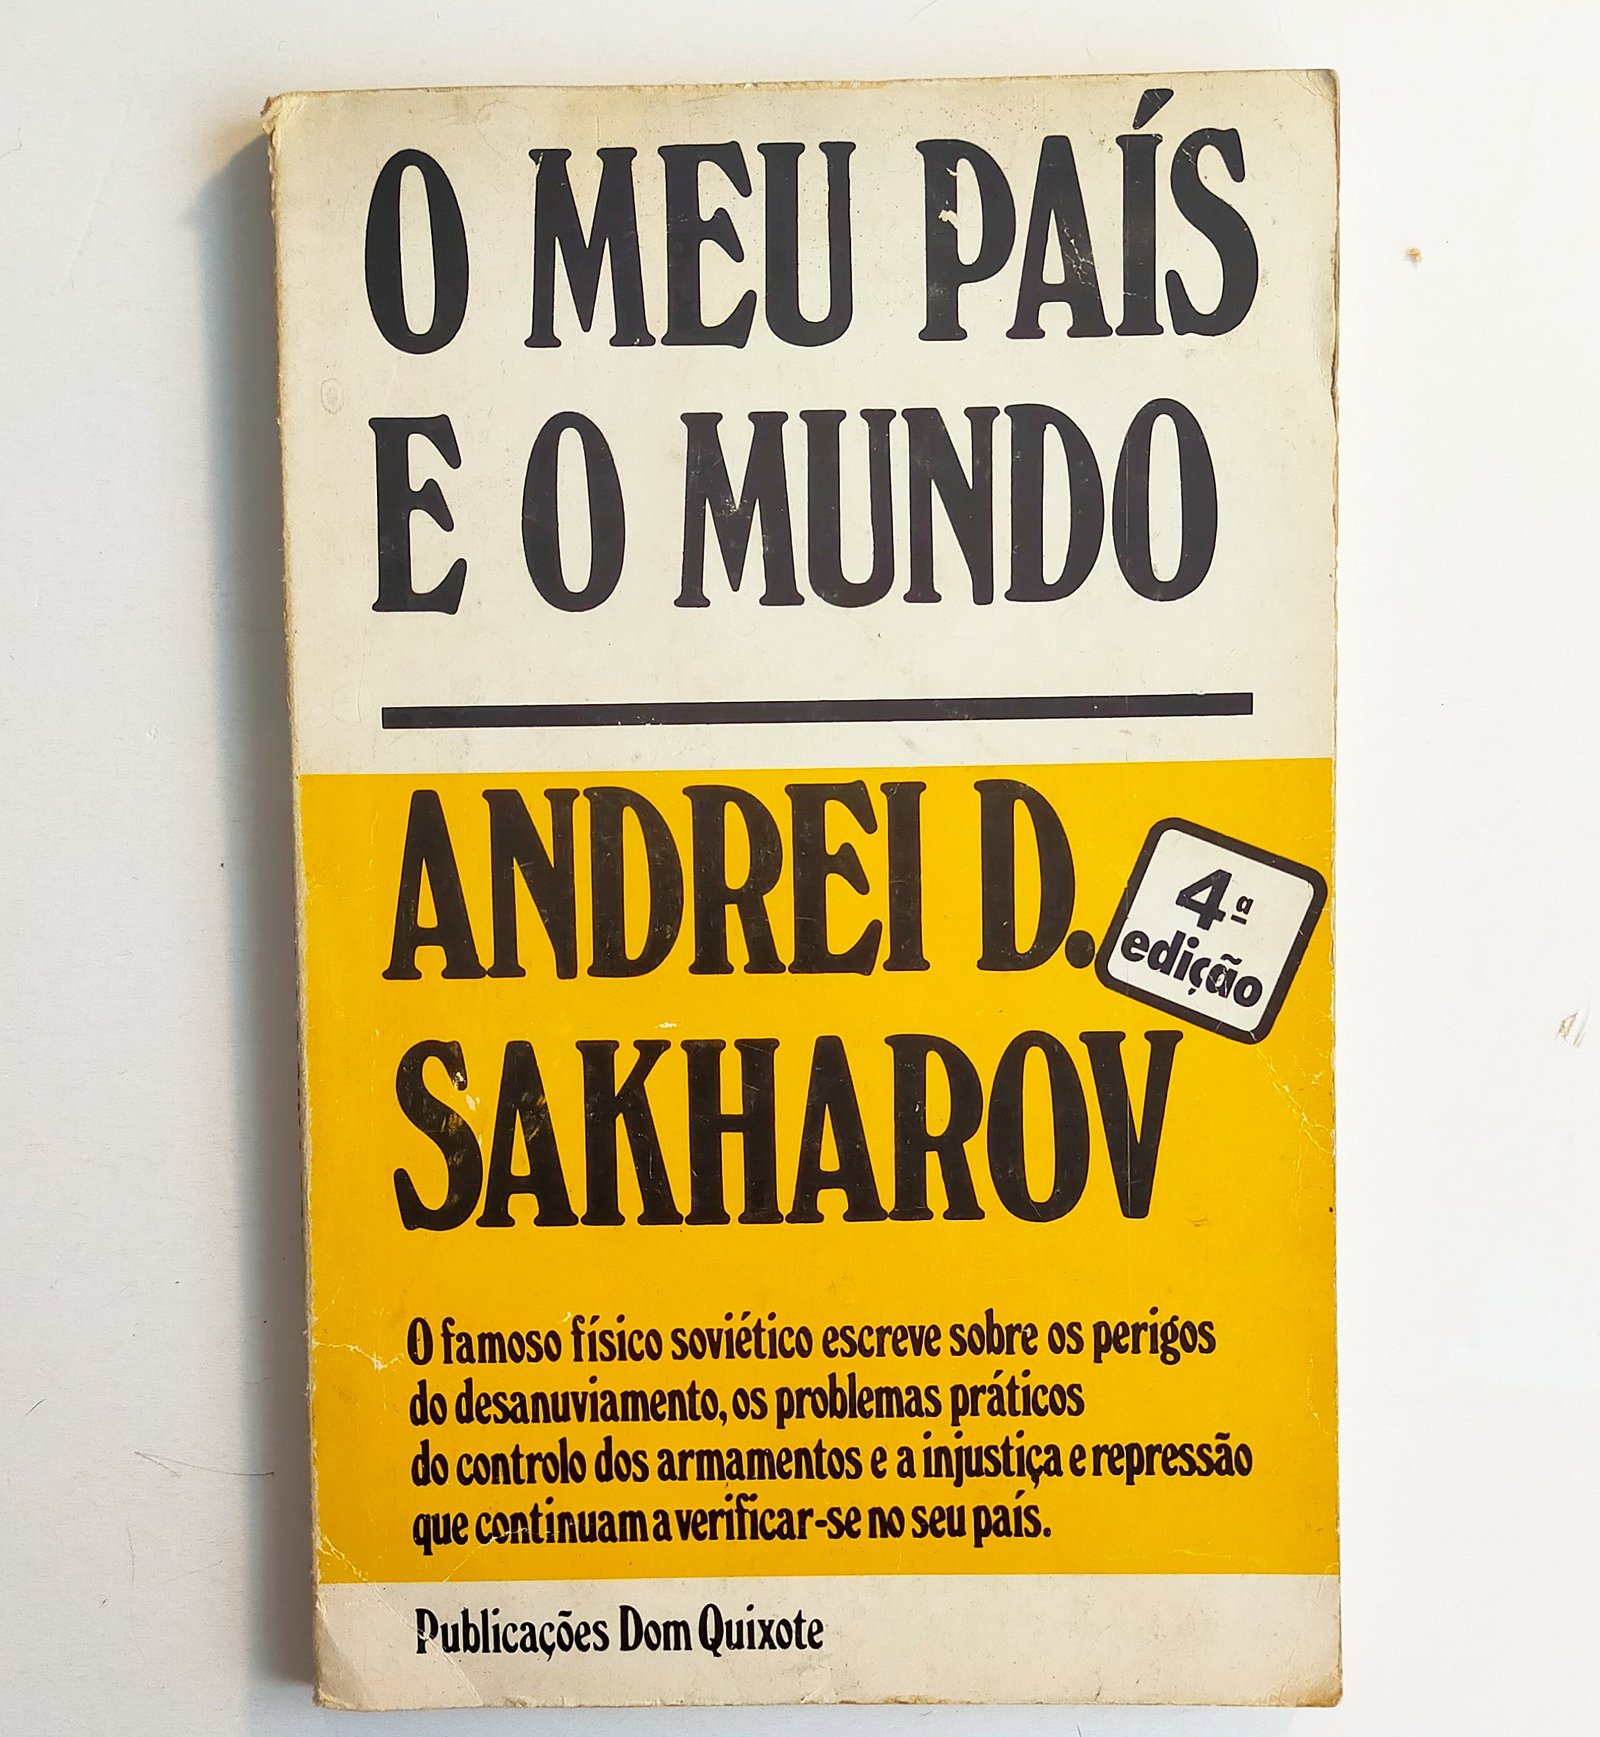 O MEU PAÍS
E O MUNDO
ANDREI D.
4ª
edição
SAKHAROV
O famoso físico soviético escreve sobre os perigos
do desanuviamento, os problemas práticos
do controlo dos armamentos e a injustiça e repressão
que continuam a verificar-se no seu país.
Publicações Dom Quixote